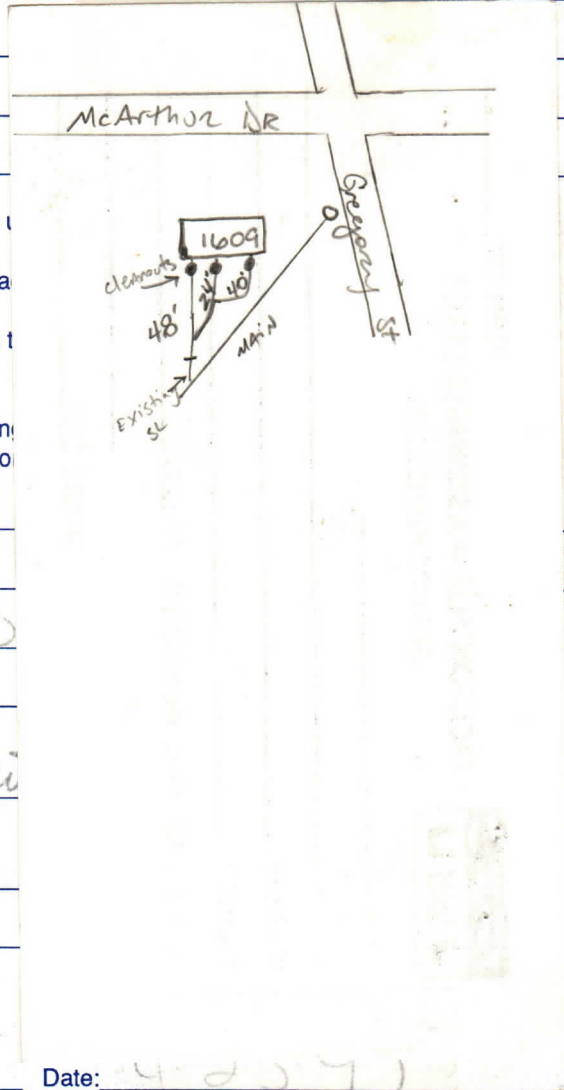 McArthur DR
Gregory St
1609
cleanouts
48'
24'
40'
MAIN
Existing
SL
Date: